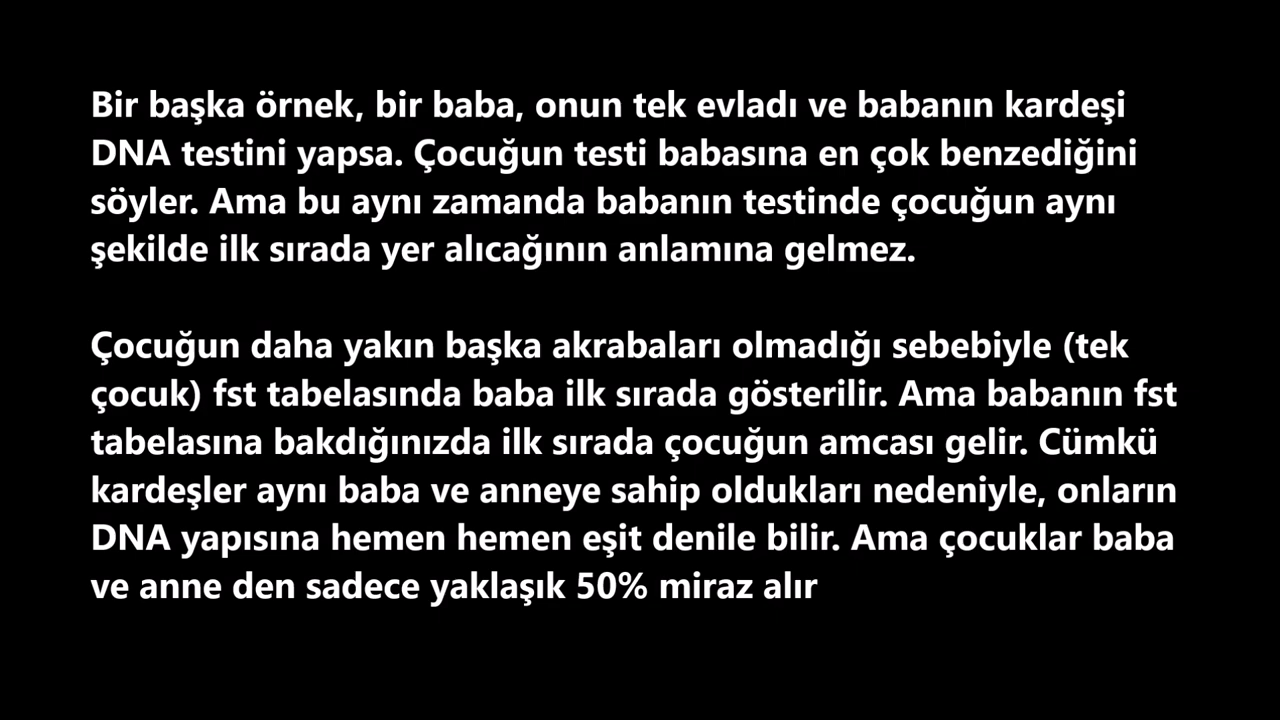 Bir başka örnek, bir baba, onun tek evladı ve babanın kardeşi
DNA testini yapsa. Çocuğun testi babasına en çok benzediğini
söyler. Ama bu aynı zamanda babanın testinde çocuğun aynı
şekilde ilk sırada yer alıcağının anlamına gelmez.
Çocuğun daha yakın başka akrabaları olmadığı sebebiyle (tek
çocuk) fst tabelasında baba ilk sırada gösterilir. Ama babanın fst
tabelasına bakdığınızda ilk sırada çocuğun amcası gelir. Cümkü
kardeşler aynı baba ve anneye sahip oldukları nedeniyle, onların
DNA yapısına hemen hemen eşit denile bilir. Ama çocuklar baba
ve anne den sadece yaklaşık 50% miraz alır